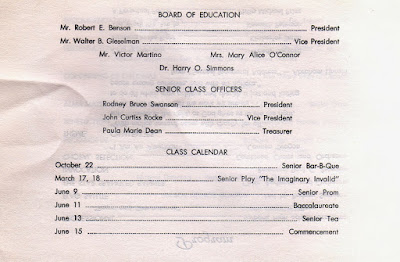 BOARD OF EDUCATION
Mr. Robert E. Benson President
Mr. Walter B. Gieselman Vice President
Mr. Victor Martino Mrs. Mary Alice O'Connor
Dr. Harry O. Simmons
SENIOR CLASS OFFICERS
Rodney Bruce Swanson President
John Curtiss Rocke Vice President
Paula Marie Dean Treasurer
CLASS CALENDAR
October 22 Senior Bar-B-Que
March 17, 18 Senior Play "The Imaginary Invalid"
June 9 Senior Prom
June 11 Baccalaureate
June 13 Senior Tea
June 15 Commencement